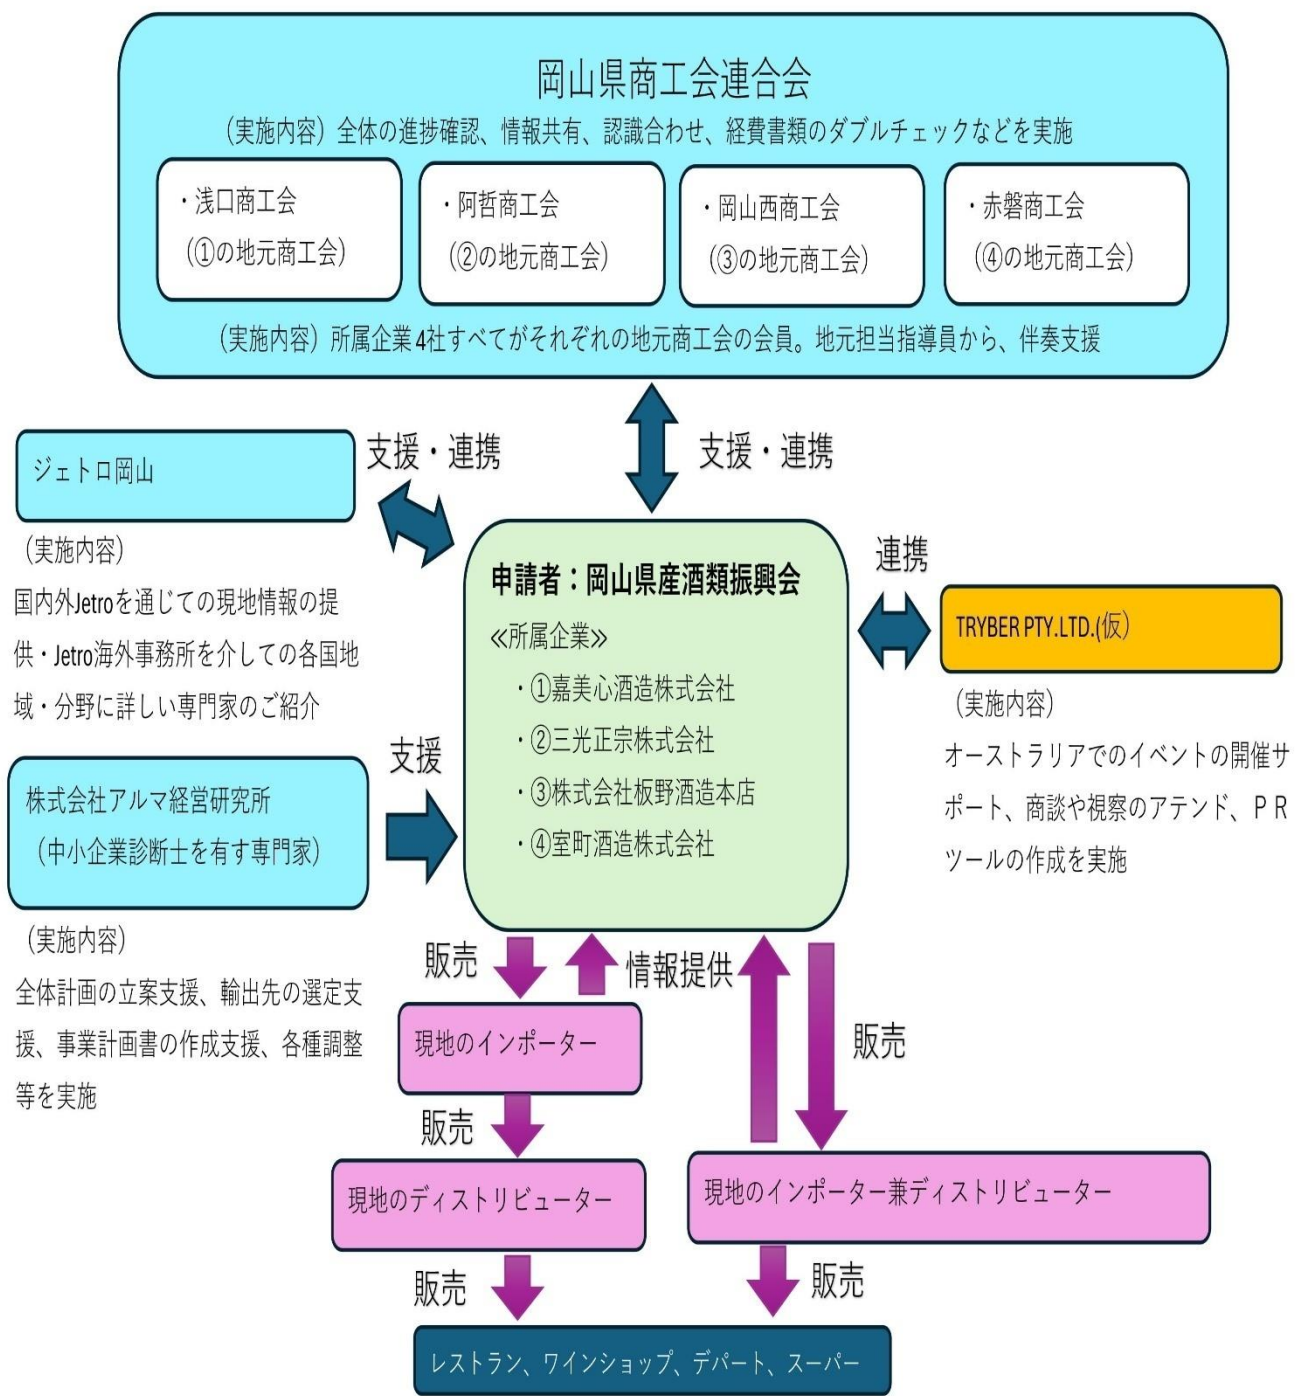 岡山県商工会連合会
（実施内容）全体の進捗確認、情報共有、認識合わせ、経費書類のダブルチェックなどを実施
・浅口商工会
（①の地元商工会）
・阿哲商工会
（②の地元商工会）
・岡山西商工会
（③の地元商工会）
・赤磐商工会
（④の地元商工会）
（実施内容）所属企業4社すべてがそれぞれの地元商工会の会員。地元担当指導員から、伴奏支援
支援・連携
支援・連携
ジェトロ岡山
（実施内容）
国内外Jetroを通じての現地情報の提
供・Jetro海外事務所を介しての各国地
域・分野に詳しい専門家のご紹介
申請者：岡山県産酒類振興会
≪所属企業≫
・①嘉美心酒造株式会社
・②三光正宗株式会社
・③株式会社板野酒造本店
・④室町酒造株式会社
連携
TRYBER PTY.LTD.(仮）
（実施内容）
オーストラリアでのイベントの開催サ
ポート、商談や視察のアテンド、ＰＲ
ツールの作成を実施
支援
株式会社アルマ経営研究所
（中小企業診断士を有す専門家）
（実施内容）
全体計画の立案支援、輸出先の選定支
援、事業計画書の作成支援、各種調整
等を実施
販売
情報提供
販売
現地のインポーター
販売
現地のディストリビューター
現地のインポーター兼ディストリビューター
販売
販売
レストラン、ワインショップ、デパート、スーパー